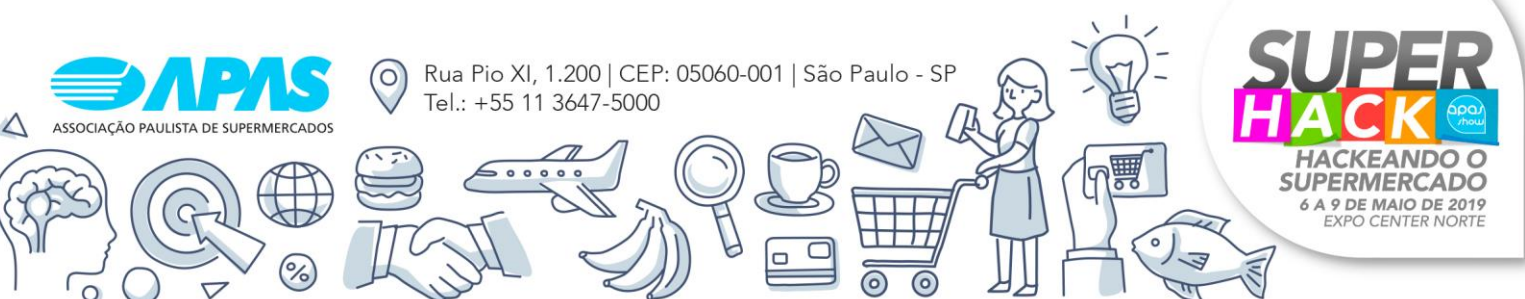 APAS
ASSOCIAÇÃO PAULISTA DE SUPERMERCADOS
Rua Pio XI, 1.200 | CEP: 05060-001 | São Paulo - SP
Tel.: +55 11 3647-5000
%
SUPER
HACK
apas
show
HACKEANDO O
SUPERMERCADO
6 A 9 DE MAIO DE 2019
EXPO CENTER NORTE